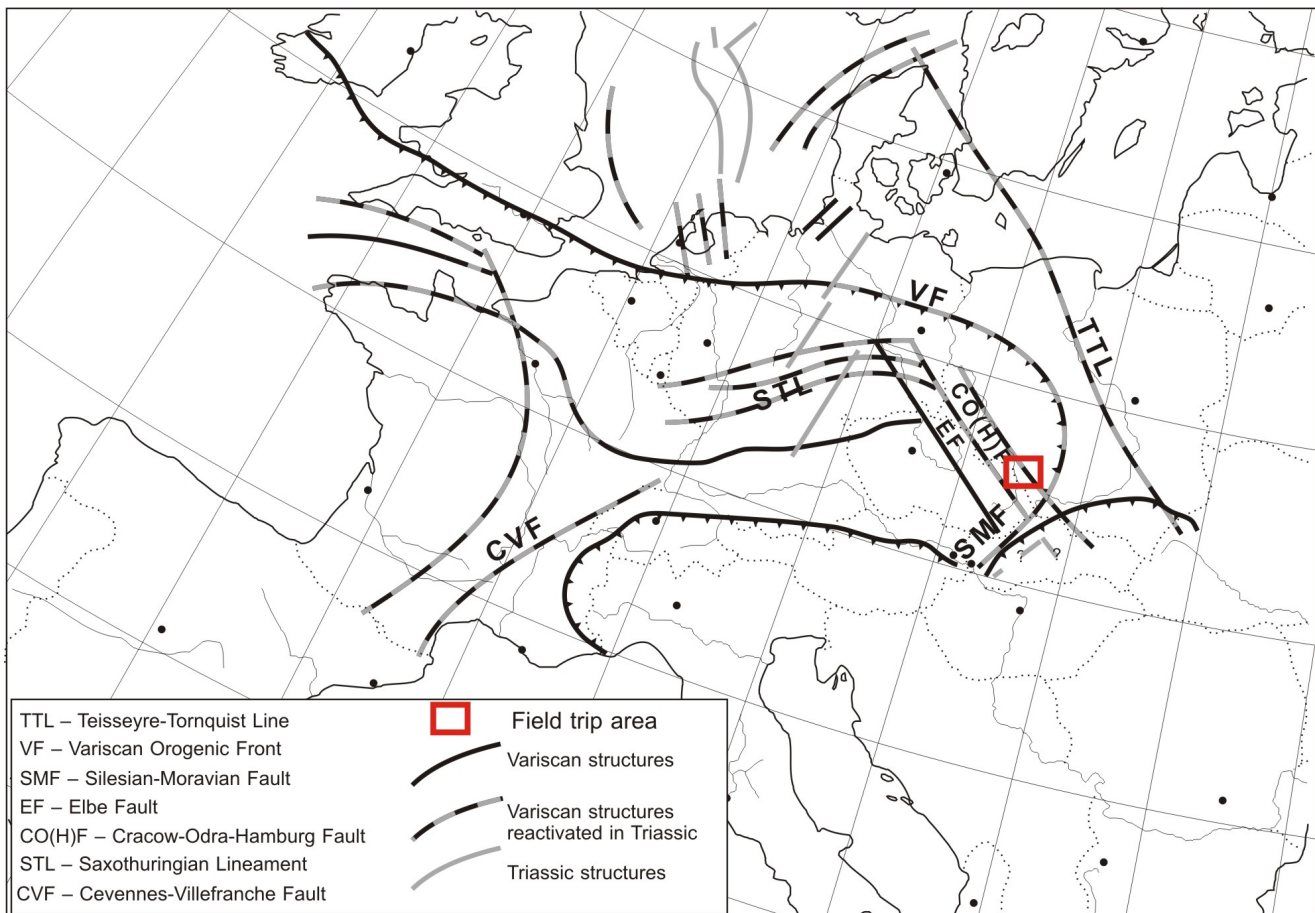 VF
TTL
STL
CO(H)F
EF
SMF
CVF
?
?
TTL – Teisseyre-Tornquist Line
VF – Variscan Orogenic Front
SMF – Silesian-Moravian Fault
EF – Elbe Fault
CO(H)F – Cracow-Odra-Hamburg Fault
STL – Saxothuringian Lineament
CVF – Cevennes-Villefranche Fault
Field trip area
Variscan structures
Variscan structures
reactivated in Triassic
Triassic structures